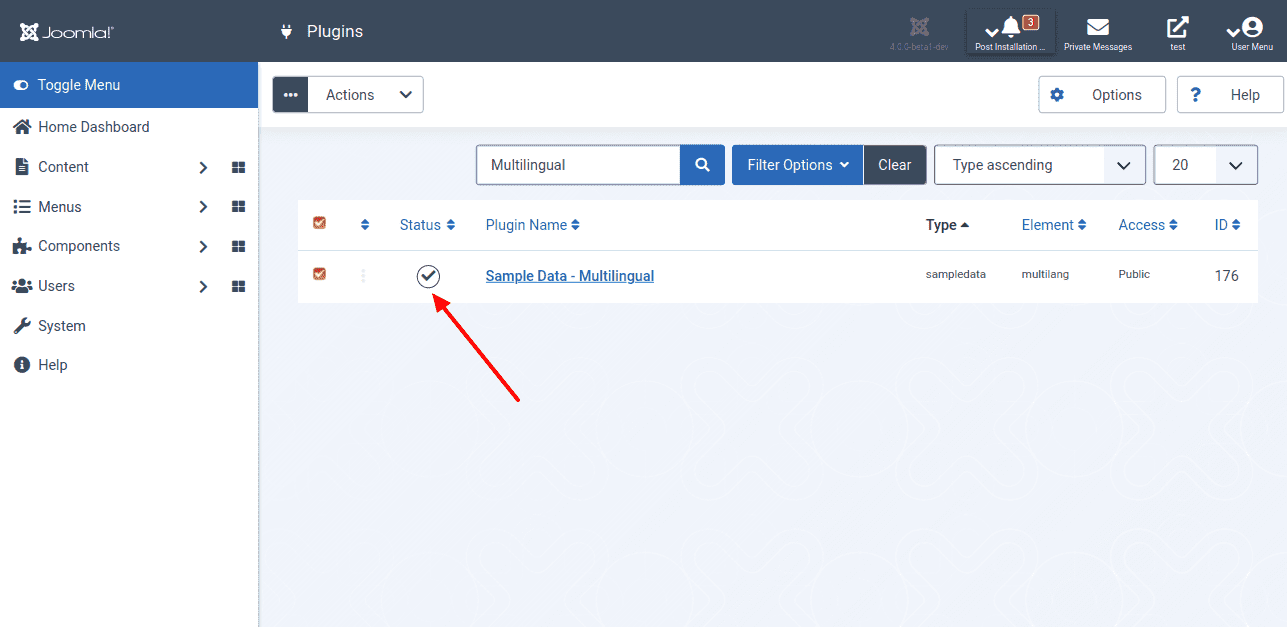 Joomla!®
Plugins
4.0.0-beta1-dev
3
Post Installation ...
Private Messages
test
User Menu
Toggle Menu
Home Dashboard
Content
Menus
Components
Users
System
Help
Actions
Options
? Help
Multilingual
Filter Options
Clear
Type ascending
20
Status
Plugin Name
Type
Element
Access
ID
Sample Data - Multilingual
sampledata
multilang
Public
176